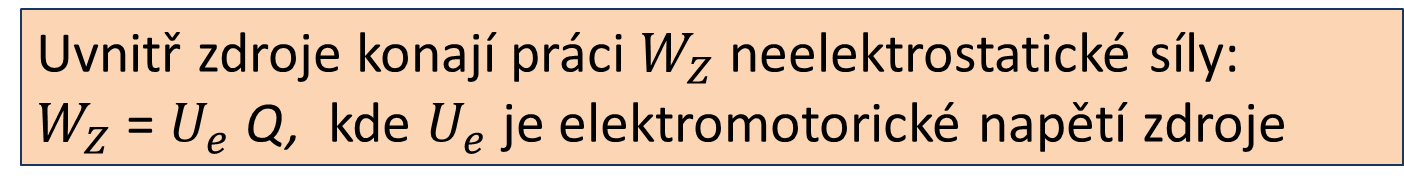 Uvnitř zdroje konají práci W_Z neelektrostatické síly:
W_Z = U_e Q, kde U_e je elektromotorické napětí zdroje